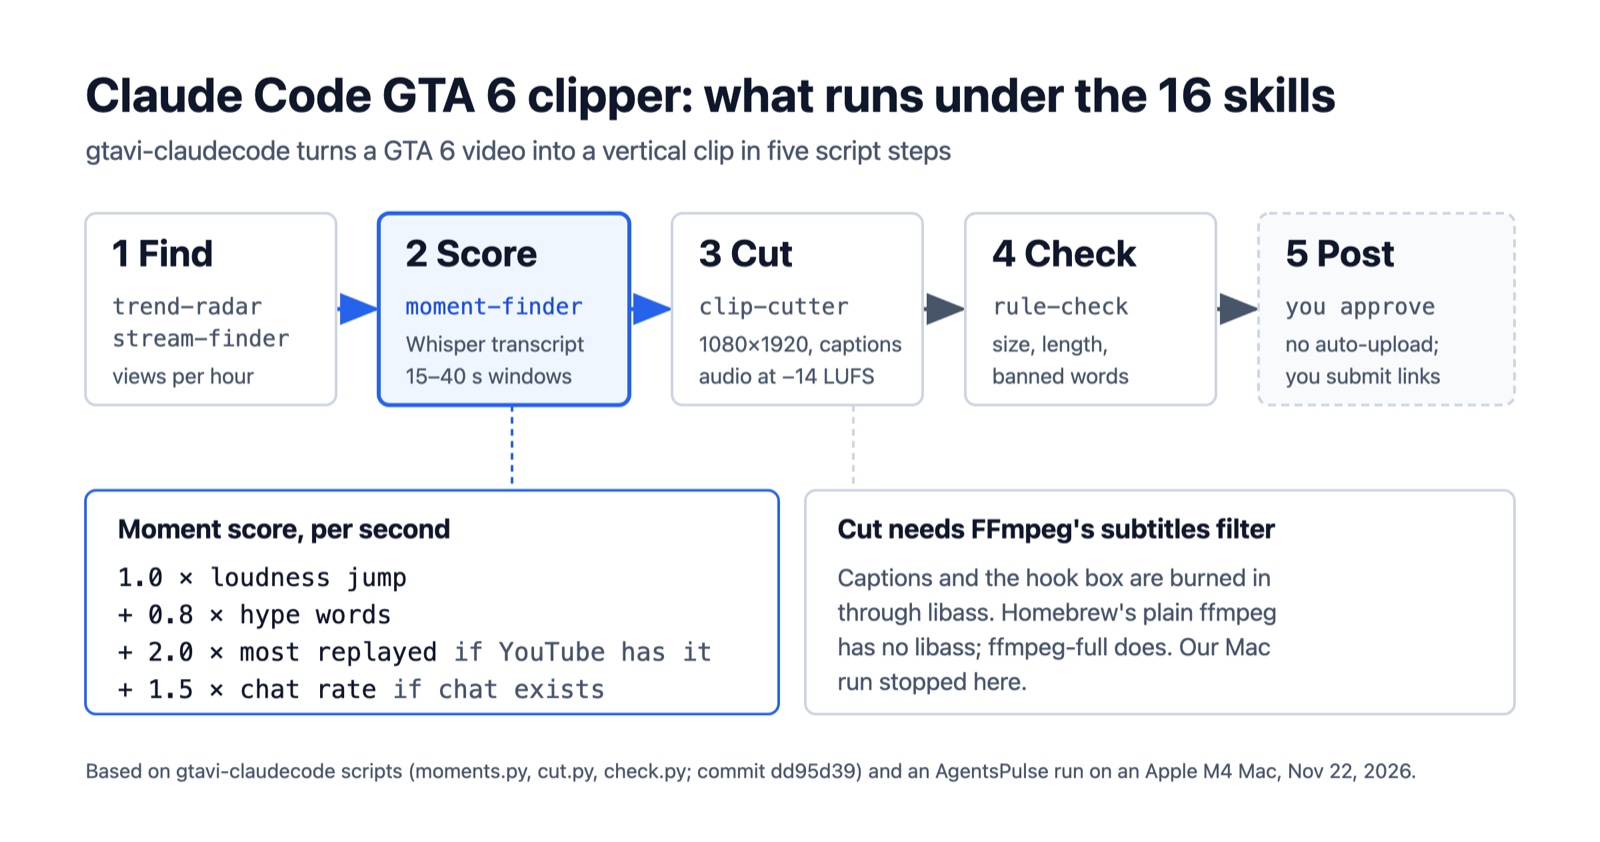 Claude Code GTA 6 clipper: what runs under the 16 skills
gtavi-claudecode turns a GTA 6 video into a vertical clip in five script steps
1 Find
trend-radar
stream-finder
views per hour
2 Score
moment-finder
Whisper transcript
15–40 s windows
3 Cut
clip-cutter
1080×1920, captions
audio at −14 LUFS
4 Check
rule-check
size, length,
banned words
5 Post
you approve
no auto-upload;
you submit links
Moment score, per second
1.0 × loudness jump
+ 0.8 × hype words
+ 2.0 × most replayed if YouTube has it
+ 1.5 × chat rate if chat exists
Cut needs FFmpeg's subtitles filter
Captions and the hook box are burned in
through libass. Homebrew's plain ffmpeg
has no libass; ffmpeg-full does. Our Mac
run stopped here.
Based on gtavi-claudecode scripts (moments.py, cut.py, check.py; commit dd95d39) and an AgentsPulse run on an Apple M4 Mac, Nov 22, 2026.